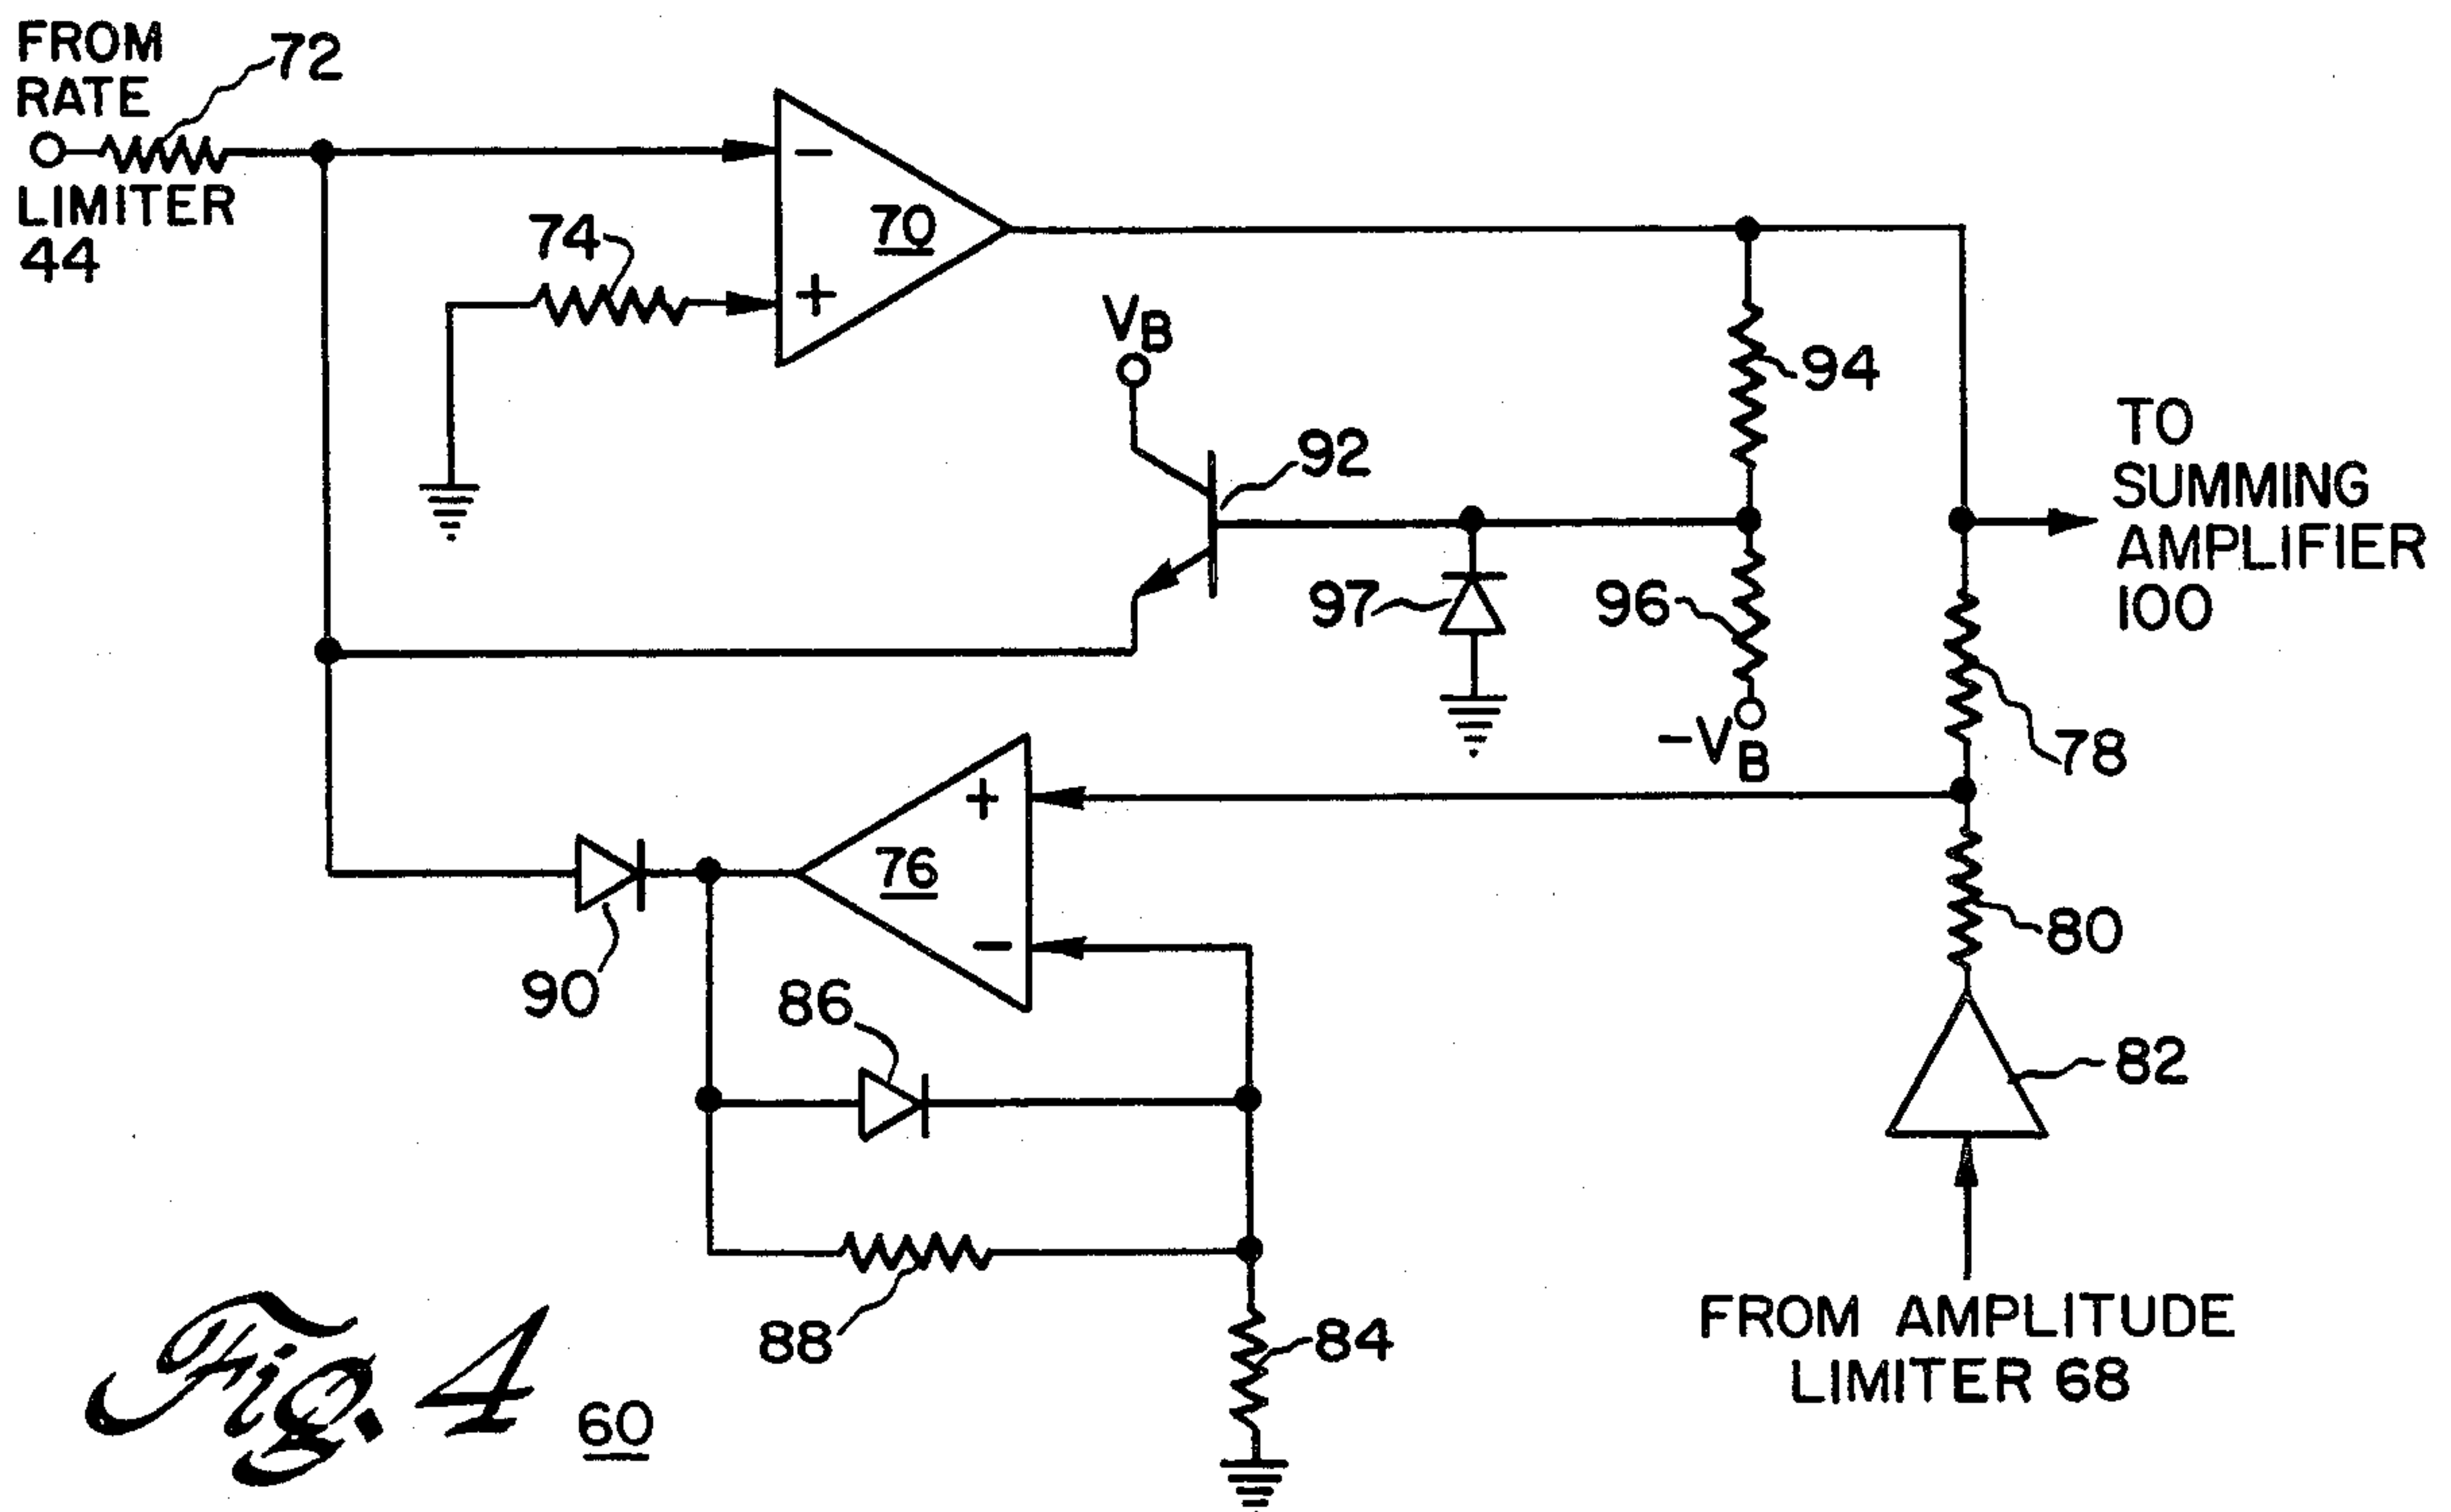 FROM
RATE
LIMITER
44
72
74
−
70
+
VB
92
94
TO
SUMMING
AMPLIFIER
100
97
96
−VB
78
+
76
−
90
80
86
82
88
84
FROM AMPLITUDE
LIMITER 68
Fig. 4
60